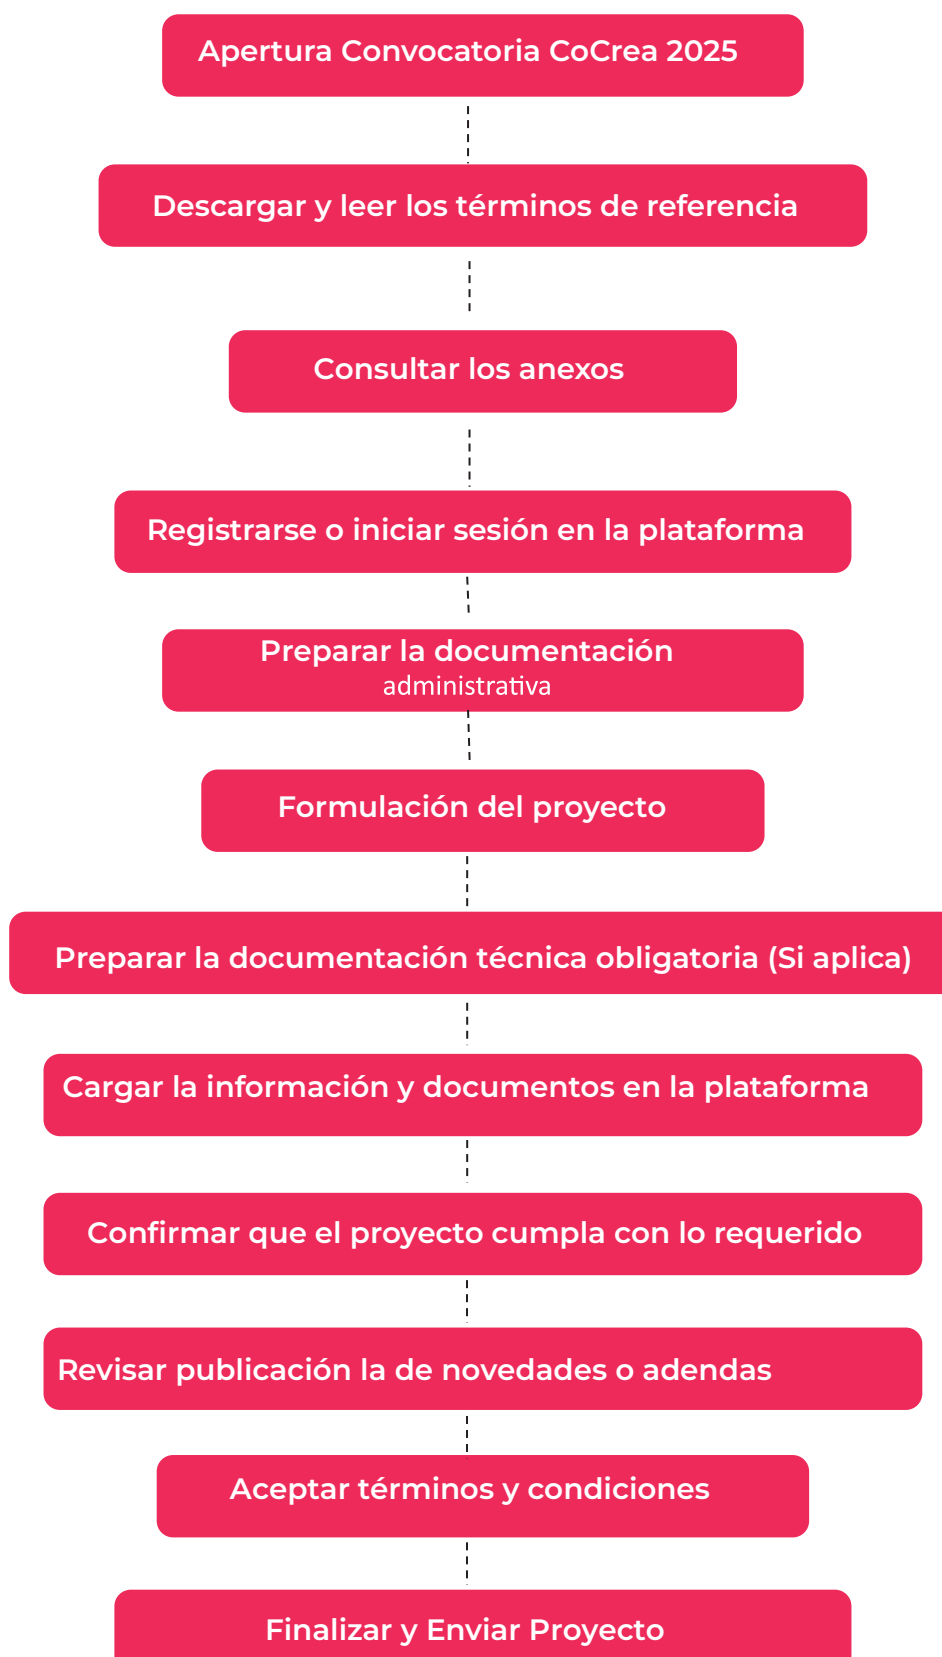 Apertura Convocatoria CoCrea 2025
Descargar y leer los términos de referencia
Consultar los anexos
Registrarse o iniciar sesión en la plataforma
Preparar la documentación
administrativa
Formulación del proyecto
Preparar la documentación técnica obligatoria (Si aplica)
Cargar la información y documentos en la plataforma
Confirmar que el proyecto cumpla con lo requerido
Revisar publicación la de novedades o adendas
Aceptar términos y condiciones
Finalizar y Enviar Proyecto